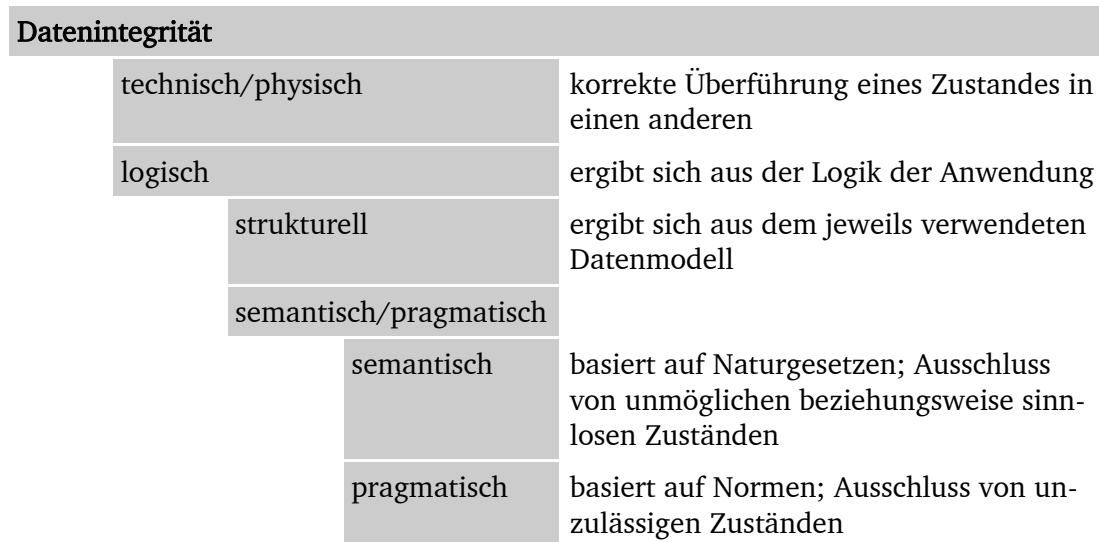 Datenintegrität
technisch/physisch
korrekte Überführung eines Zustandes in
einen anderen
logisch
ergibt sich aus der Logik der Anwendung
strukturell
ergibt sich aus dem jeweils verwendeten
Datenmodell
semantisch/pragmatisch
semantisch
basiert auf Naturgesetzen; Ausschluss
von unmöglichen beziehungsweise sinn-
losen Zuständen
pragmatisch
basiert auf Normen; Ausschluss von un-
zulässigen Zuständen